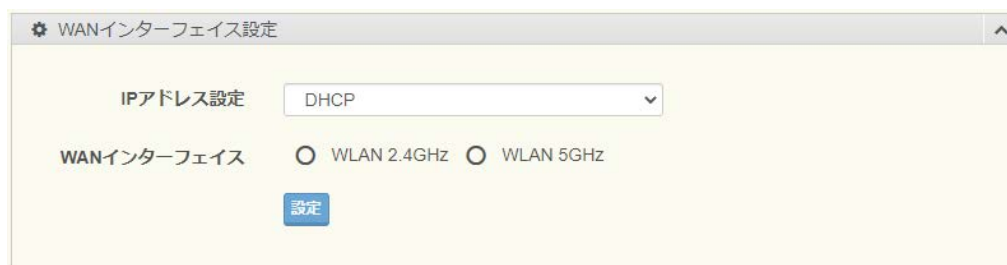 WANインターフェイス設定
IPアドレス設定 DHCP
WANインターフェイス WLAN 2.4GHz WLAN 5GHz
設定